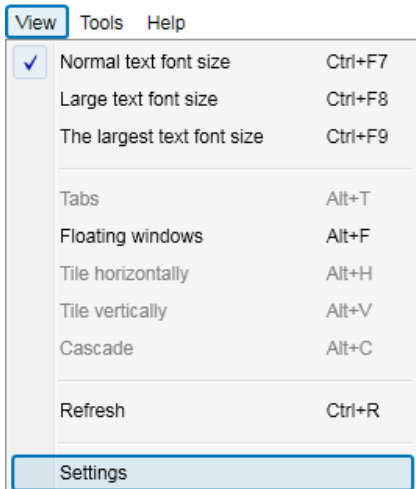 View Tools Help
Normal text font size Ctrl+F7
Large text font size Ctrl+F8
The largest text font size Ctrl+F9
Tabs Alt+T
Floating windows Alt+F
Tile horizontally Alt+H
Tile vertically Alt+V
Cascade Alt+C
Refresh Ctrl+R
Settings